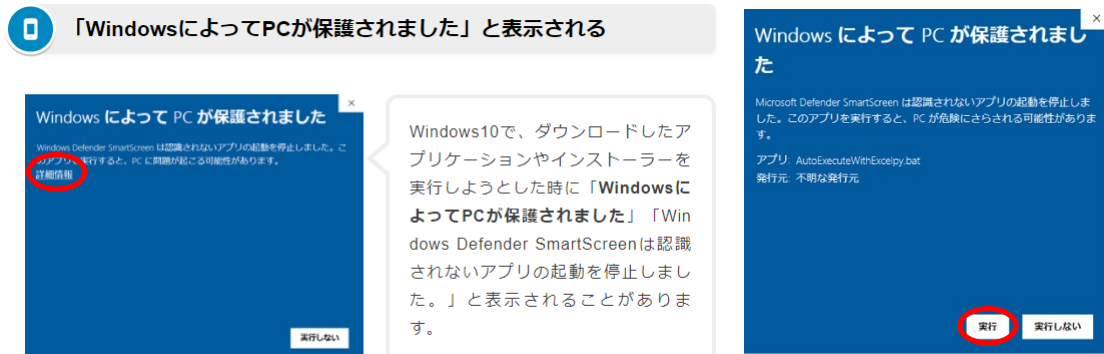 「WindowsによってPCが保護されました」と表示される
Windows によって PC が保護されました
Windows Defender SmartScreen は認識されないアプリの起動を停止しました。こ
のアプリを実行すると、PC に問題が起こる可能性があります。
詳細情報
実行しない
Windows10で、ダウンロードしたア
プリケーションやインストーラーを
実行しようとした時に「Windowsに
よってPCが保護されました」「Win
dows Defender SmartScreenは認識
されないアプリの起動を停止しまし
た。」と表示されることがありま
す。
Windows によって PC が保護されまし
た
Microsoft Defender SmartScreen は認識されないアプリの起動を停止しま
した。このアプリを実行すると、PC が危険にさらされる可能性がありま
す。
アプリ: AutoExecuteWithExcelpy.bat
発行元: 不明な発行元
実行
実行しない